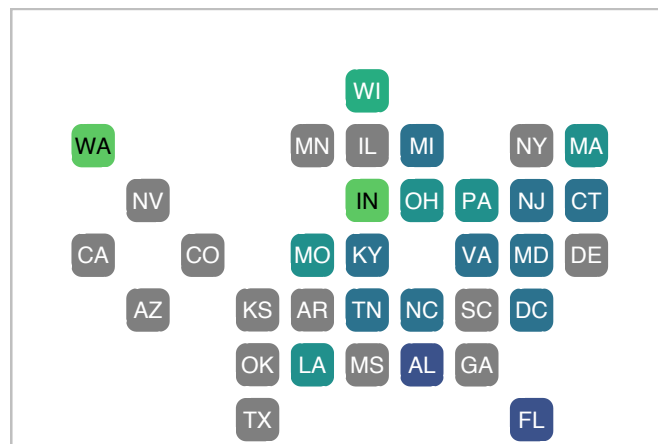 WI
WA MN IL MI NY MA
NV IN OH PA NJ CT
CA CO MO KY VA MD DE
AZ KS AR TN NC SC DC
OK LA MS AL GA
TX FL